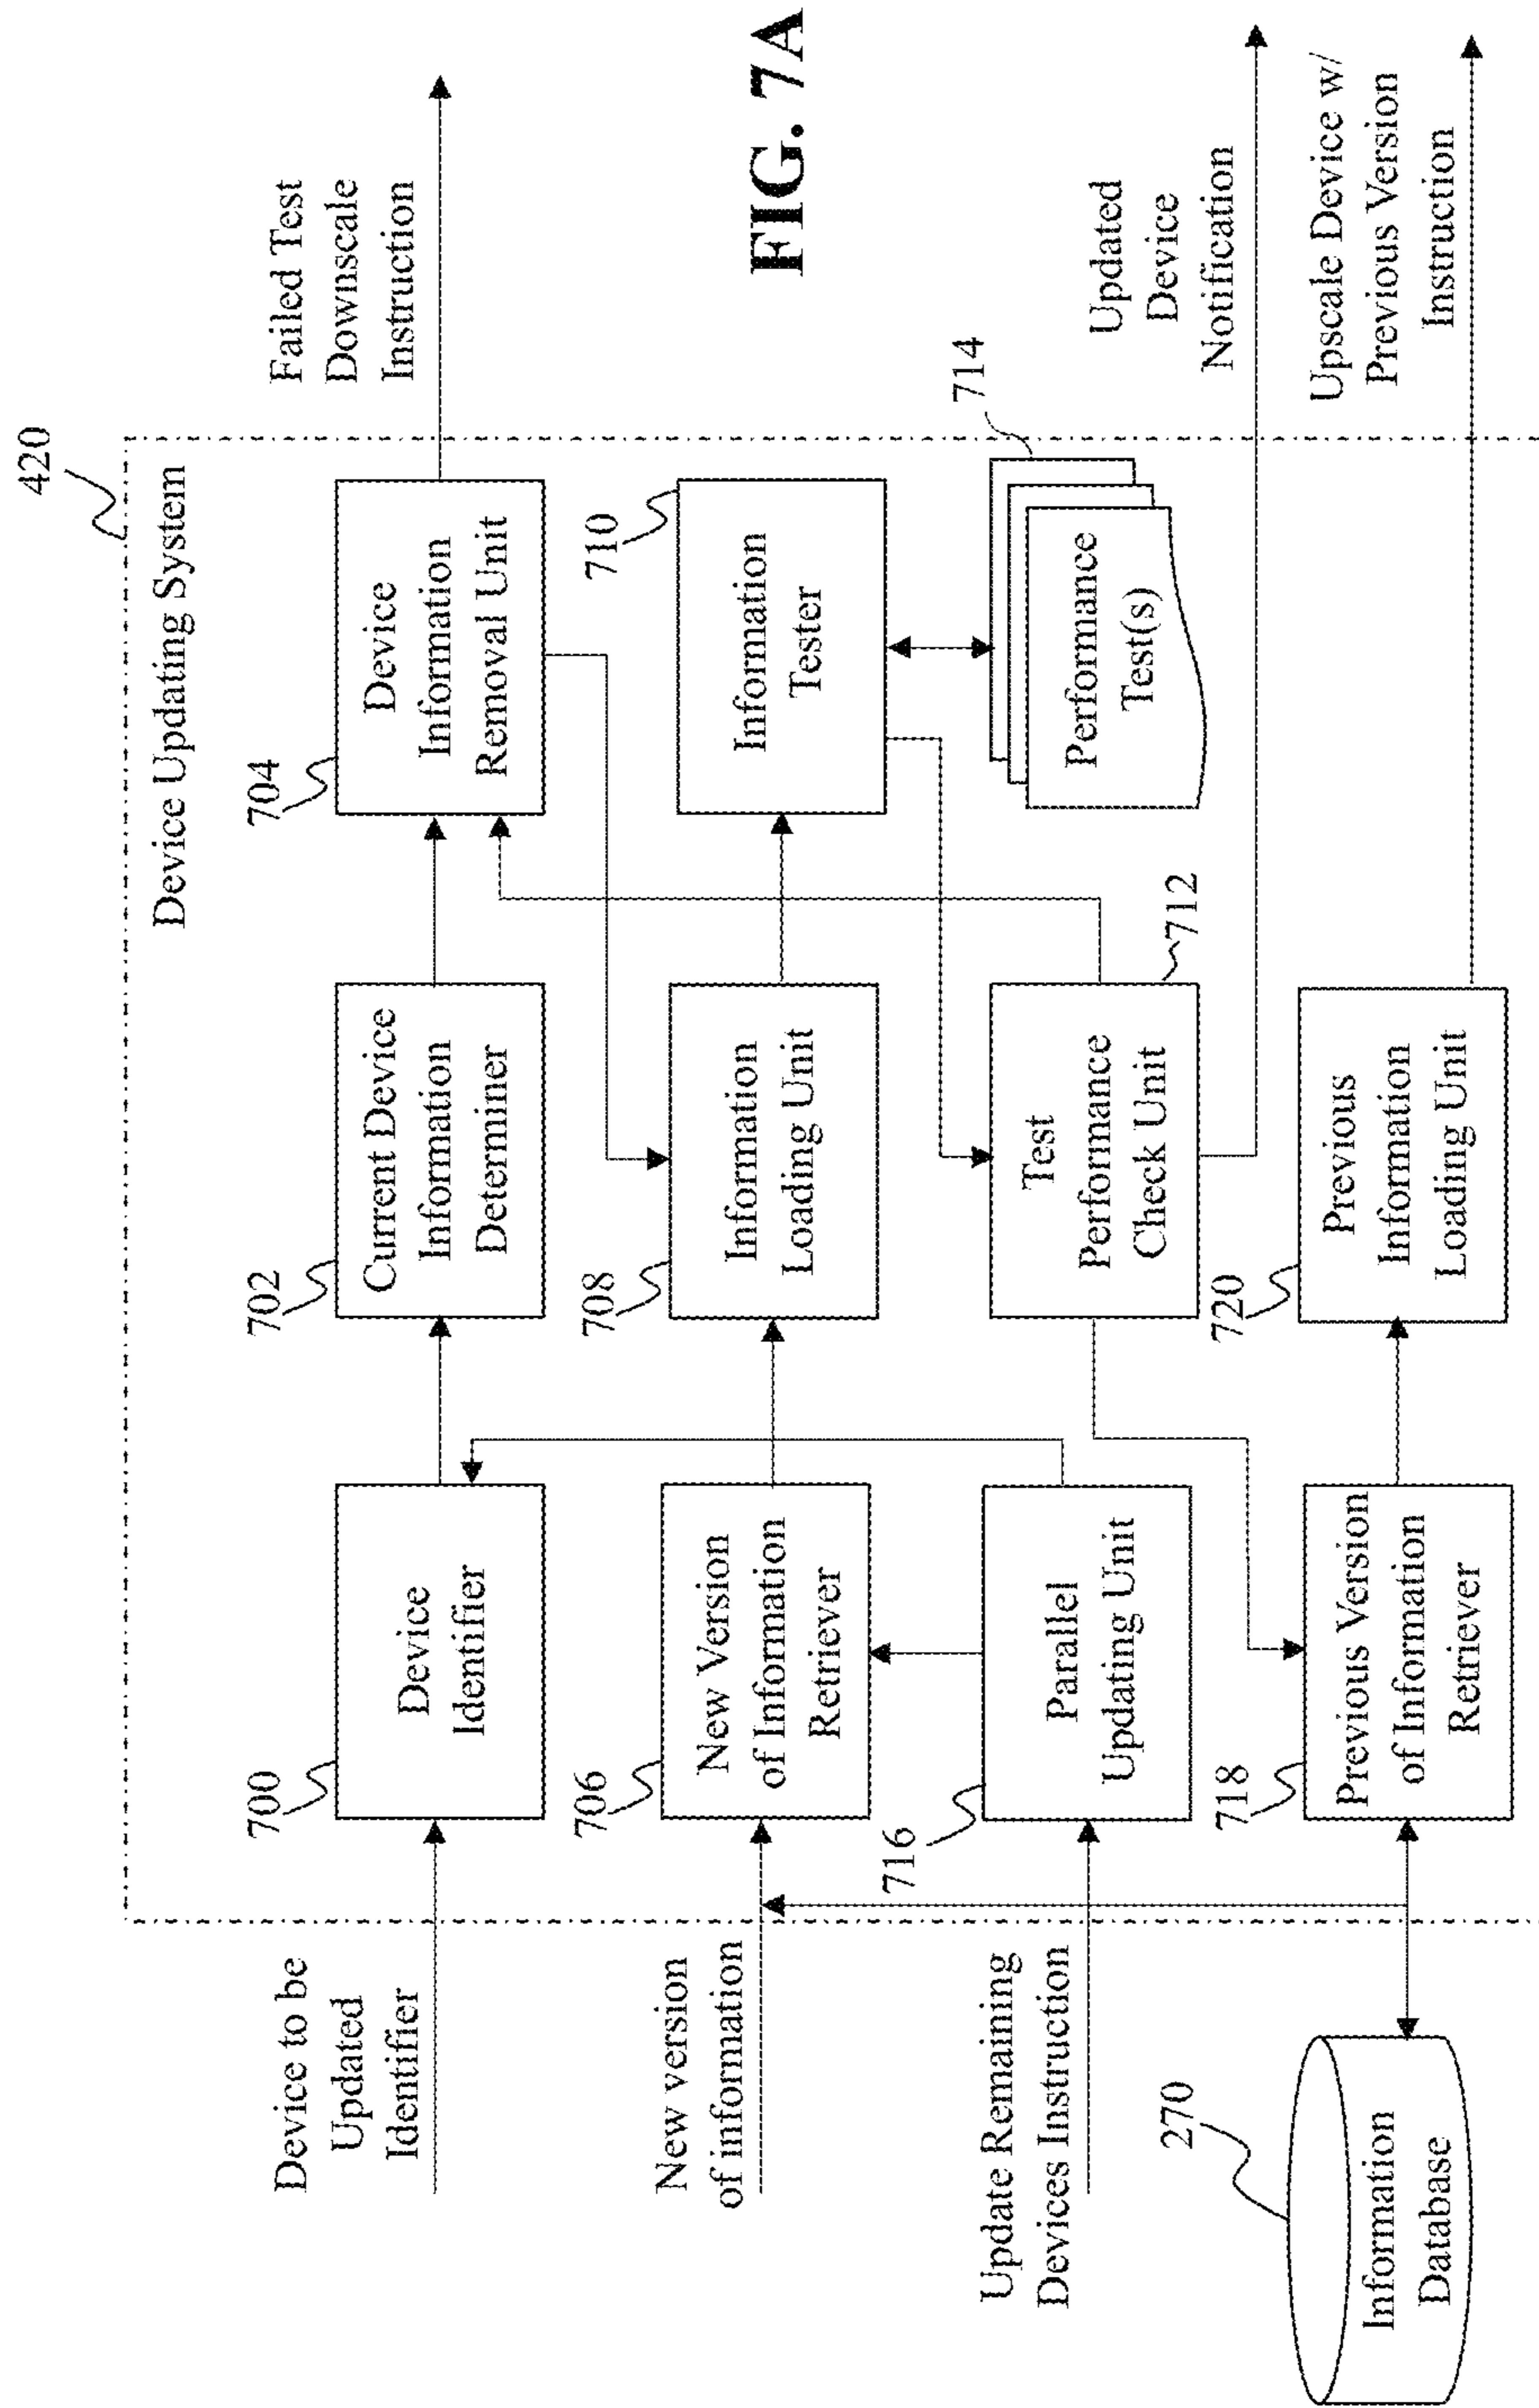 420
Device Updating System
Device to be
Updated
Identifier
700
Device
Identifier
702
Current Device
Information
Determiner
704
Device
Information
Removal Unit
Failed Test
Downscale
Instruction
New version
of information
706
New Version
of Information
Retriever
708
Information
Loading Unit
710
Information
Tester
FIG. 7A
Update Remaining
Devices Instruction
716
Parallel
Updating Unit
Test
Performance
Check Unit
712
714
Performance
Test(s)
Updated
Device
Notification
270
Information
Database
718
Previous Version
of Information
Retriever
720
Previous
Information
Loading Unit
Upscale Device w/
Previous Version
Instruction